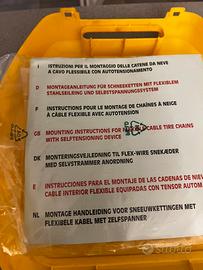 I ISTRUZIONI PER IL MONTAGGIO DELLE CATENE DA NEVE
A CAVO FLESSIBILE CON AUTOTENSIONAMENTO
D MONTAGEANLEITUNG FÜR SCHNEEKETTEN MIT FLEXIBLEM
STAHLSEILRING UND SELBSTSPANNUNGSSYSTEM
F INSTRUCTIONS POUR LE MONTAGE DE CHAÎNES À NEIGE
À CÂBLE FLEXIBLE AVEC AUTOTENSION
GB MOUNTING INSTRUCTIONS FOR TYRE CHAINS
WITH SELFTENSIONING DEVICE
DK MONTERINGSVEJLEDNING TIL FLEX-WIRE SNEKÆDER
MED SELVSTRAMMER ANORDNING
E INSTRUCCIONES PARA EL MONTAJE DE LAS CADENAS DE NIEVE
CABLE INTERIOR FLEXIBLE EQUIPADAS CON TENSOR AUTOM
NL MONTAGE HANDLEIDING VOOR SNEEUWKETTINGEN MET
FLEXIBELE KABEL MET ZELFSPANNER
Subito